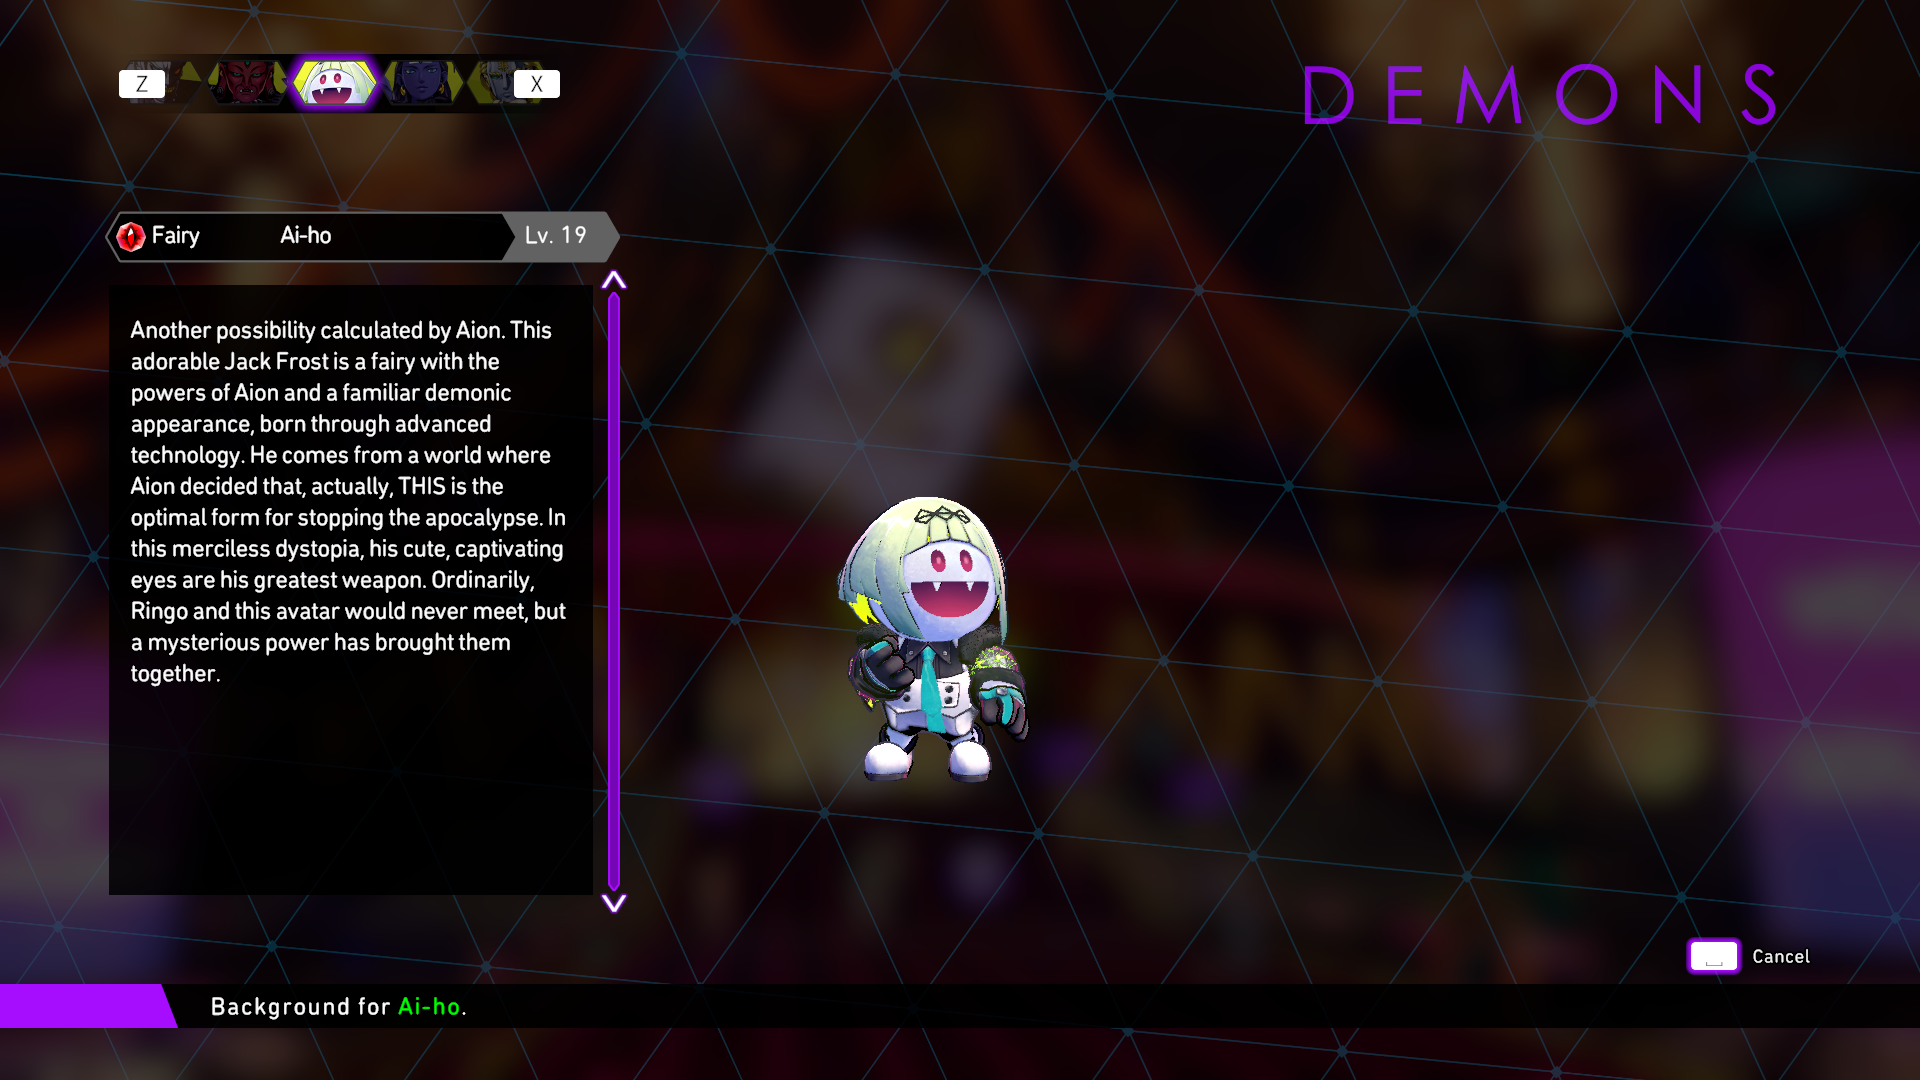 Z
X
DEMONS
Fairy Ai-ho Lv. 19
Another possibility calculated by Aion. This
adorable Jack Frost is a fairy with the
powers of Aion and a familiar demonic
appearance, born through advanced
technology. He comes from a world where
Aion decided that, actually, THIS is the
optimal form for stopping the apocalypse. In
this merciless dystopia, his cute, captivating
eyes are his greatest weapon. Ordinarily,
Ringo and this avatar would never meet, but
a mysterious power has brought them
together.
Cancel
Background for Ai-ho.